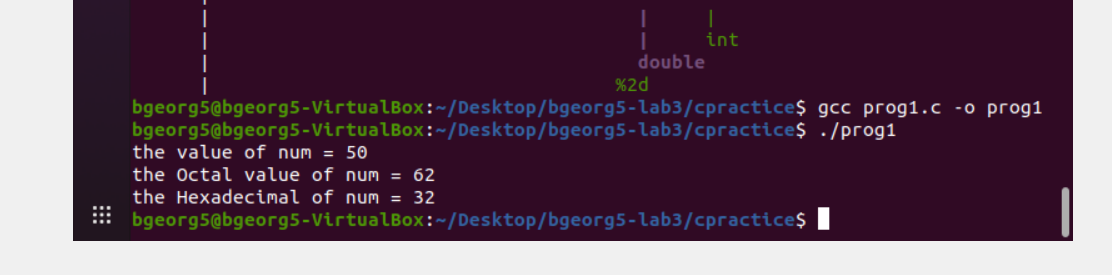 | |
| | int
| double
| %2d
bgeorg5@bgeorg5-VirtualBox:~/Desktop/bgeorg5-lab3/cpractice$ gcc prog1.c -o prog1
bgeorg5@bgeorg5-VirtualBox:~/Desktop/bgeorg5-lab3/cpractice$ ./prog1
the value of num = 50
the Octal value of num = 62
the Hexadecimal of num = 32
bgeorg5@bgeorg5-VirtualBox:~/Desktop/bgeorg5-lab3/cpractice$